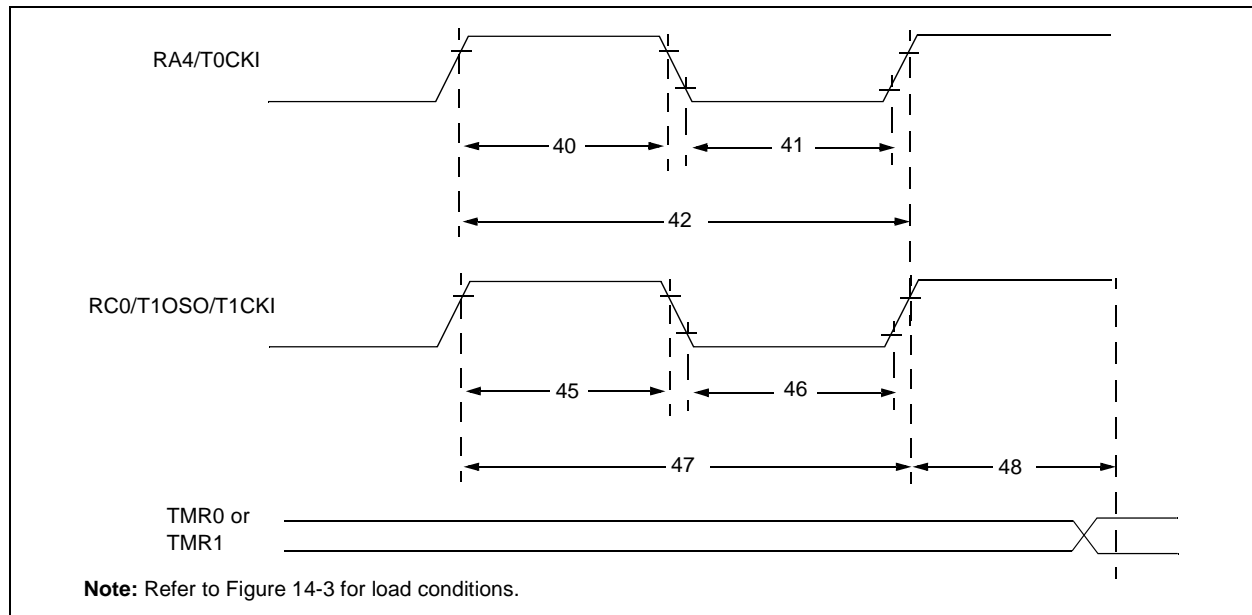 RA4/T0CKI
40
41
42
RC0/T1OSO/T1CKI
45
46
47
48
TMR0 or
TMR1
Note: Refer to Figure 14-3 for load conditions.